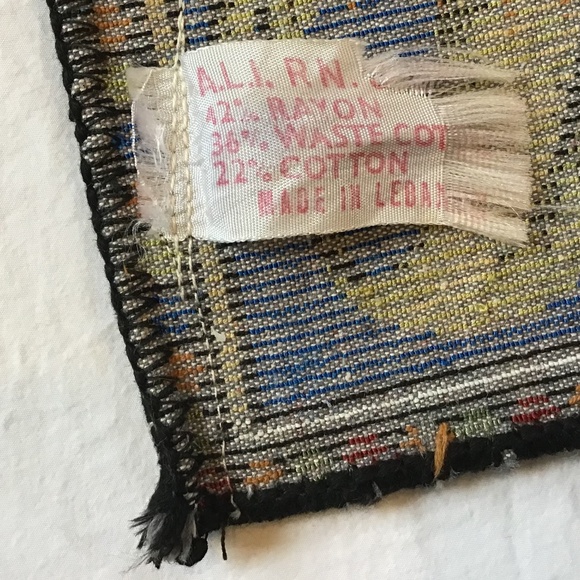 A.L.I. R.N.
42% RAYON
36% WASTE COT
22% COTTON
MADE IN LEBAN